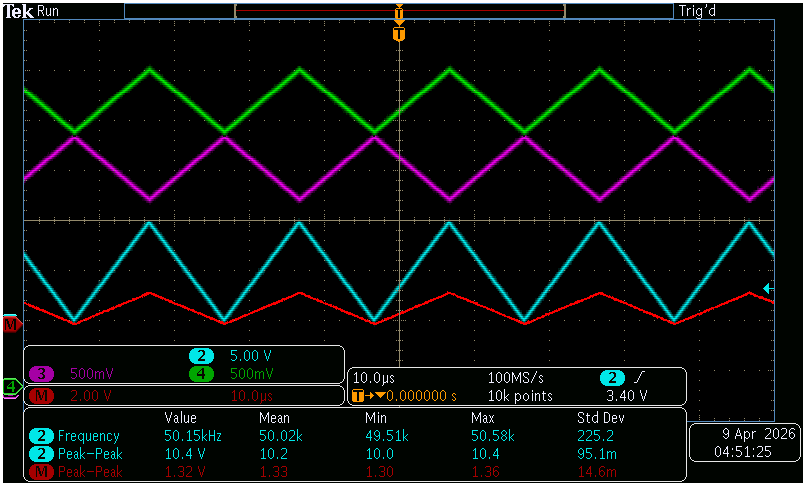 Tek Run Trig'd
T
T
M
2 5.00 V
3 500mV 4 500mV
M 2.00 V 10.0µs
4
10.0µs 100MS/s 2
T→▼0.000000 s 10k points 3.40 V
Value Mean Min Max Std Dev
2 Frequency 50.15kHz 50.02k 49.51k 50.58k 225.2
2 Peak-Peak 10.4 V 10.2 10.0 10.4 95.1m
M Peak-Peak 1.32 V 1.33 1.30 1.36 14.6m
9 Apr 2026
04:51:25